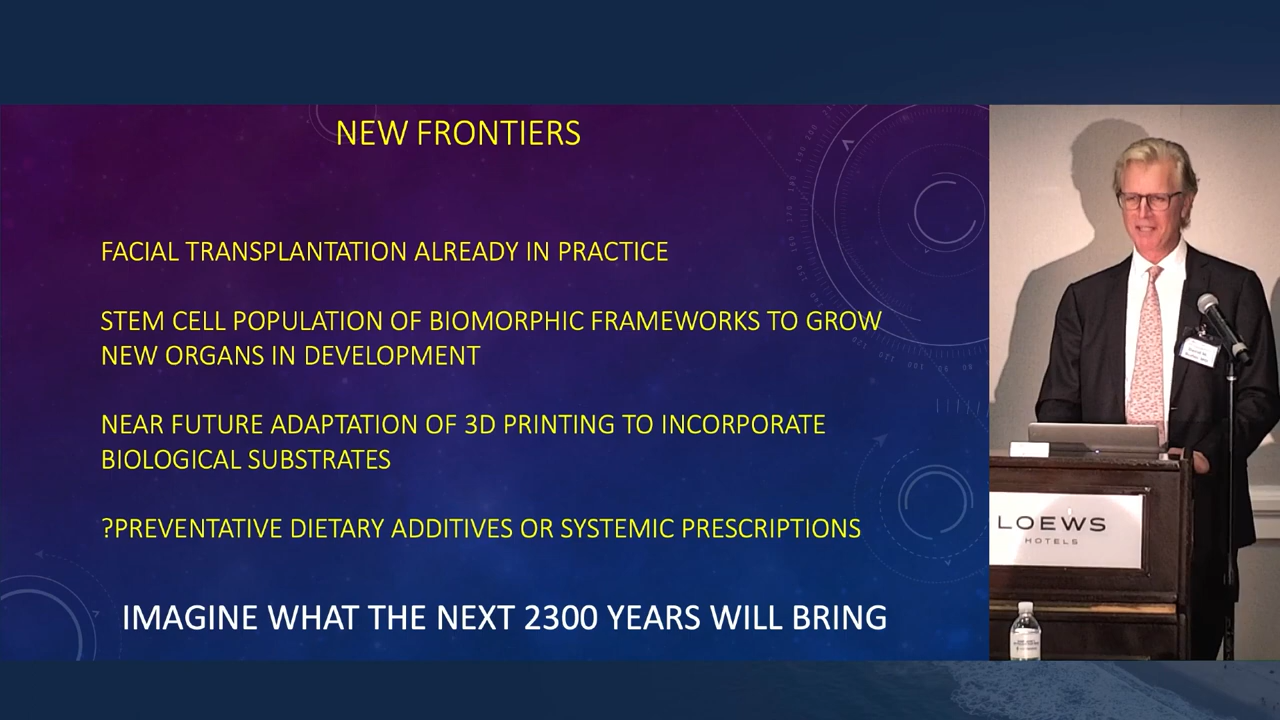 NEW FRONTIERS
FACIAL TRANSPLANTATION ALREADY IN PRACTICE
STEM CELL POPULATION OF BIOMORPHIC FRAMEWORKS TO GROW
NEW ORGANS IN DEVELOPMENT
NEAR FUTURE ADAPTATION OF 3D PRINTING TO INCORPORATE
BIOLOGICAL SUBSTRATES
?PREVENTATIVE DIETARY ADDITIVES OR SYSTEMIC PRESCRIPTIONS
IMAGINE WHAT THE NEXT 2300 YEARS WILL BRING
LOEWS
HOTELS